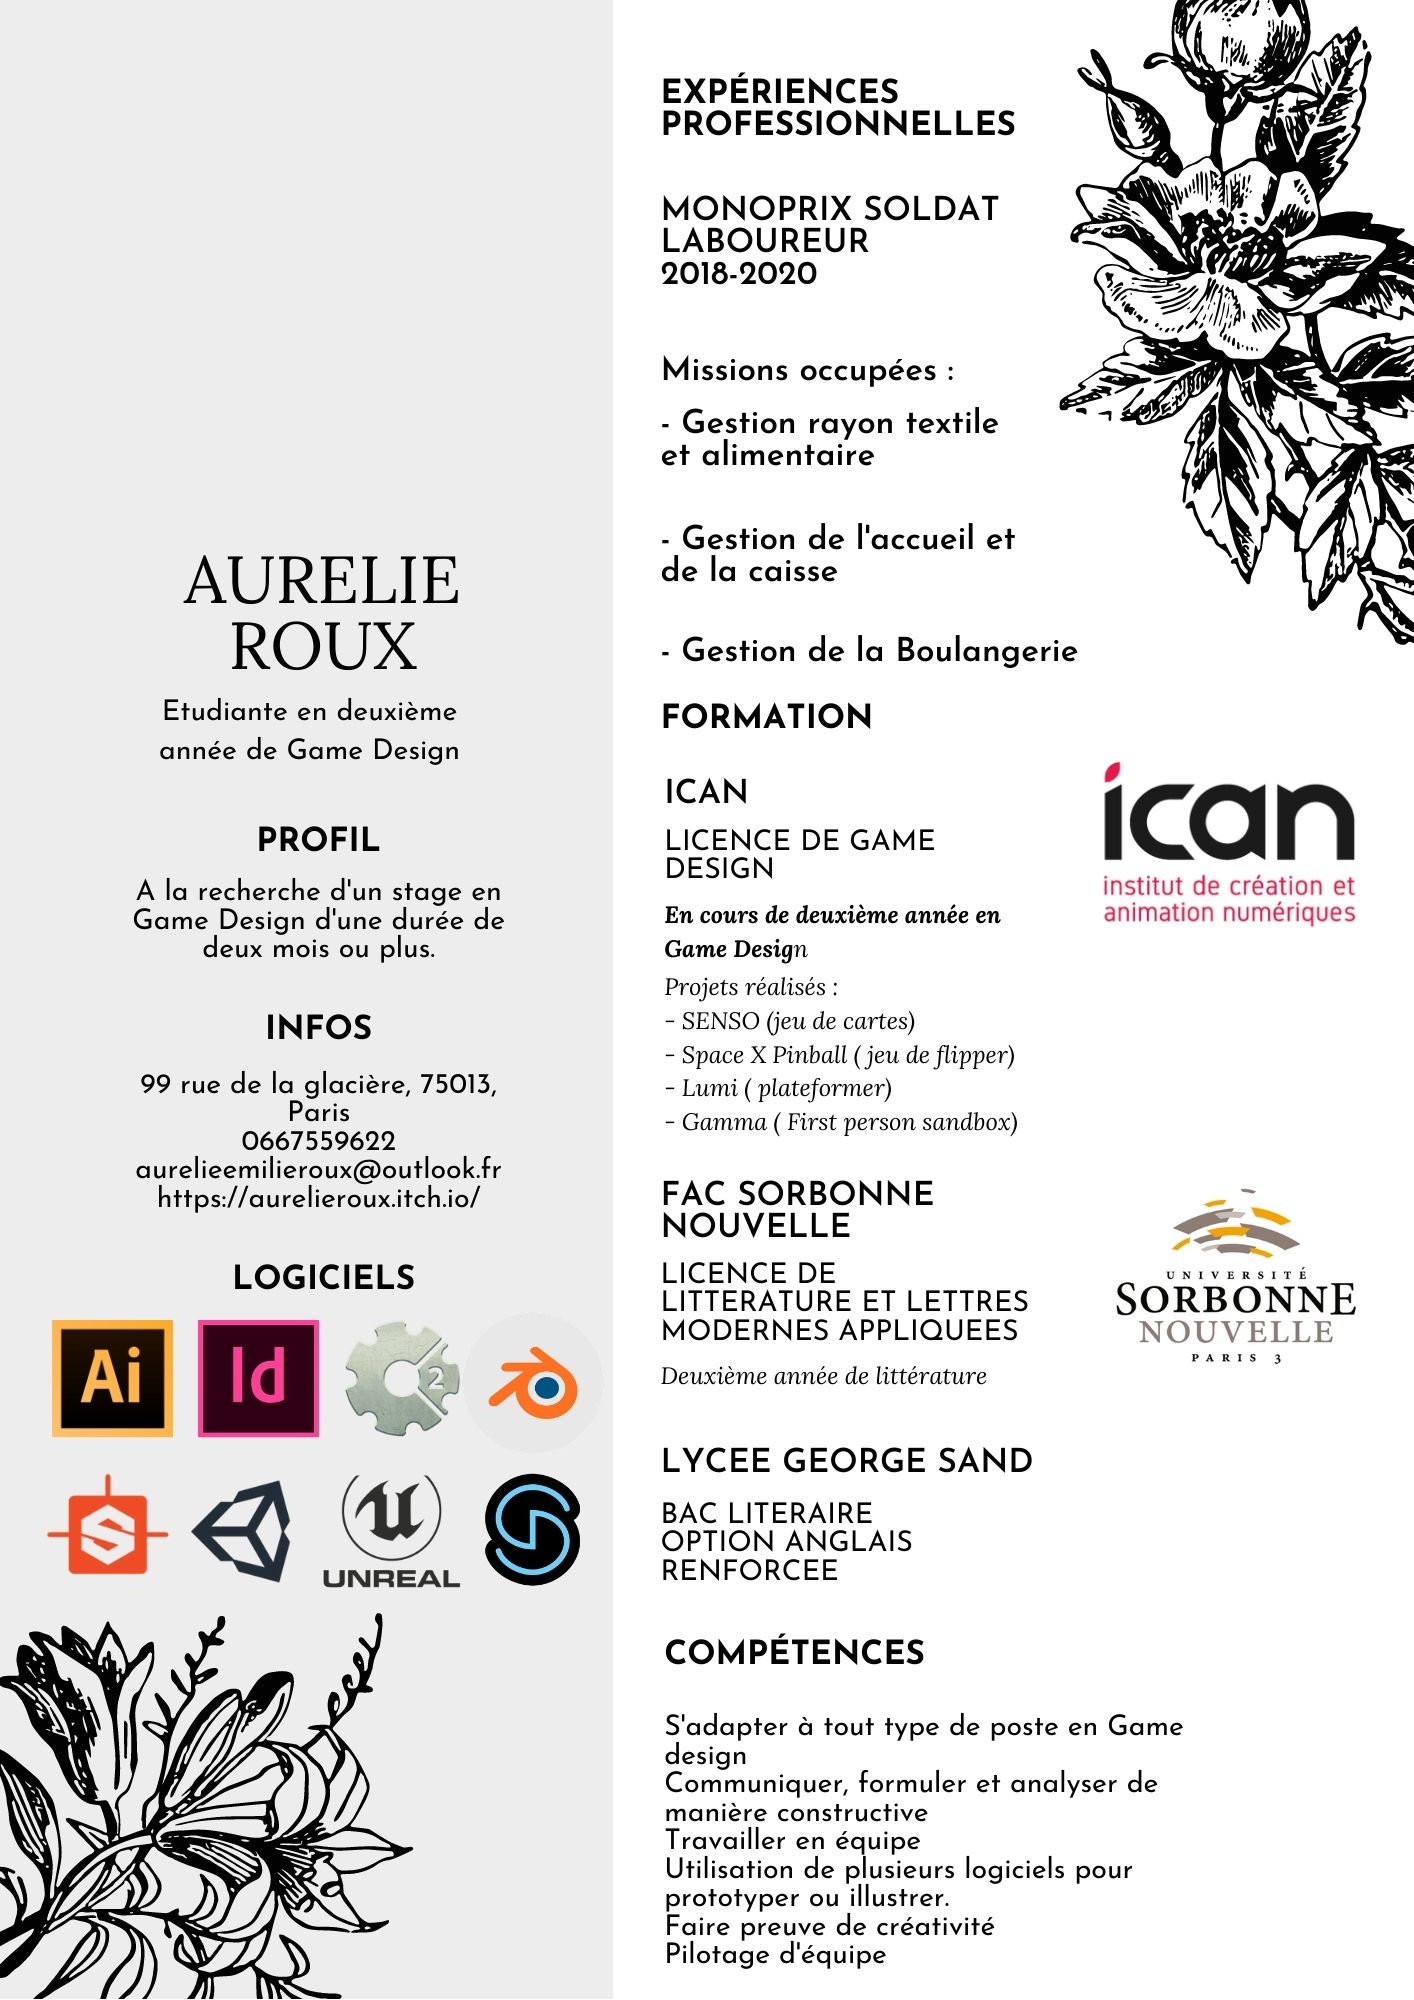 AURELIE
ROUX
Etudiante en deuxième
année de Game Design
PROFIL
A la recherche d'un stage en
Game Design d'une durée de
deux mois ou plus.
INFOS
99 rue de la glacière, 75013,
Paris
0667559622
aurelieemilieroux@outlook.fr
https://aurelieroux.itch.io/
LOGICIELS
Ai
Id
2
UNREAL
EXPÉRIENCES
PROFESSIONNELLES
MONOPRIX SOLDAT
LABOUREUR
2018-2020
Missions occupées :
- Gestion rayon textile
et alimentaire
- Gestion de l'accueil et
de la caisse
- Gestion de la Boulangerie
FORMATION
ICAN
LICENCE DE GAME
DESIGN
En cours de deuxième année en
Game Design
Projets réalisés :
- SENSO (jeu de cartes)
- Space X Pinball ( jeu de flipper)
- Lumi ( plateformer)
- Gamma ( First person sandbox)
ican
institut de création et
animation numériques
FAC SORBONNE
NOUVELLE
LICENCE DE
LITTERATURE ET LETTRES
MODERNES APPLIQUEES
Deuxième année de littérature
UNIVERSITÉ
SORBONNE
NOUVELLE
PARIS 3
LYCEE GEORGE SAND
BAC LITERAIRE
OPTION ANGLAIS
RENFORCEE
COMPÉTENCES
S'adapter à tout type de poste en Game
design
Communiquer, formuler et analyser de
manière constructive
Travailler en équipe
Utilisation de plusieurs logiciels pour
prototyper ou illustrer.
Faire preuve de créativité
Pilotage d'équipe